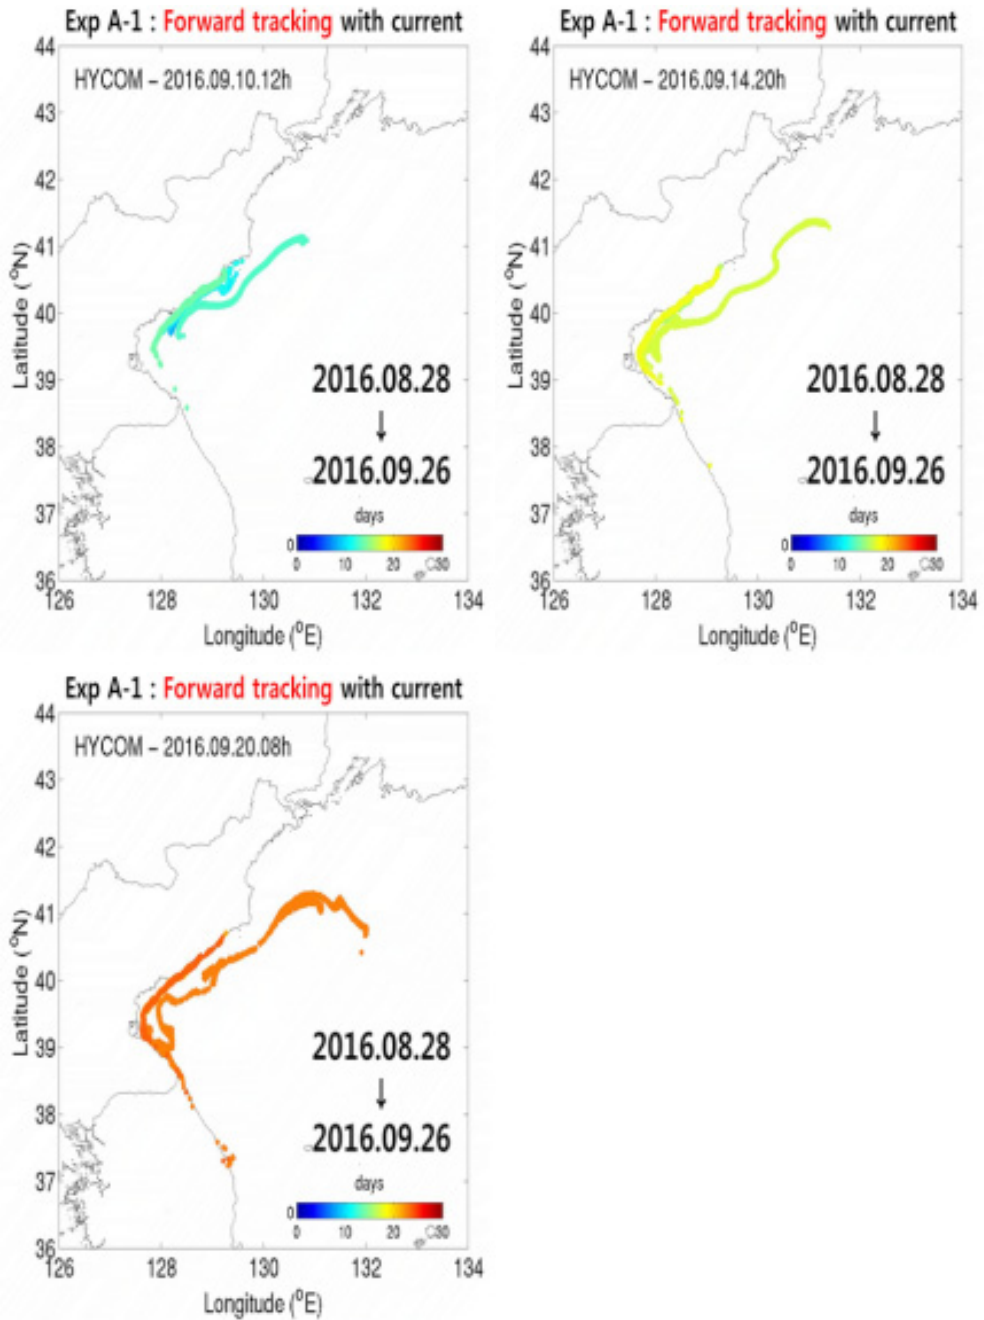 Exp A-1 : Forward tracking with current
HYCOM – 2016.09.10.12h
44
43
42
41
40
39
38
37
36
Latitude (°N)
2016.08.28
↓
2016.09.26
days
0
0 10 20 30
126 128 130 132 134
Longitude (°E)
Exp A-1 : Forward tracking with current
HYCOM – 2016.09.14.20h
44
43
42
41
40
39
38
37
36
Latitude (°N)
2016.08.28
↓
2016.09.26
days
0
0 10 20 30
126 128 130 132 134
Longitude (°E)
Exp A-1 : Forward tracking with current
HYCOM – 2016.09.20.08h
44
43
42
41
40
39
38
37
36
Latitude (°N)
2016.08.28
↓
2016.09.26
days
0
0 10 20 30
126 128 130 132 134
Longitude (°E)